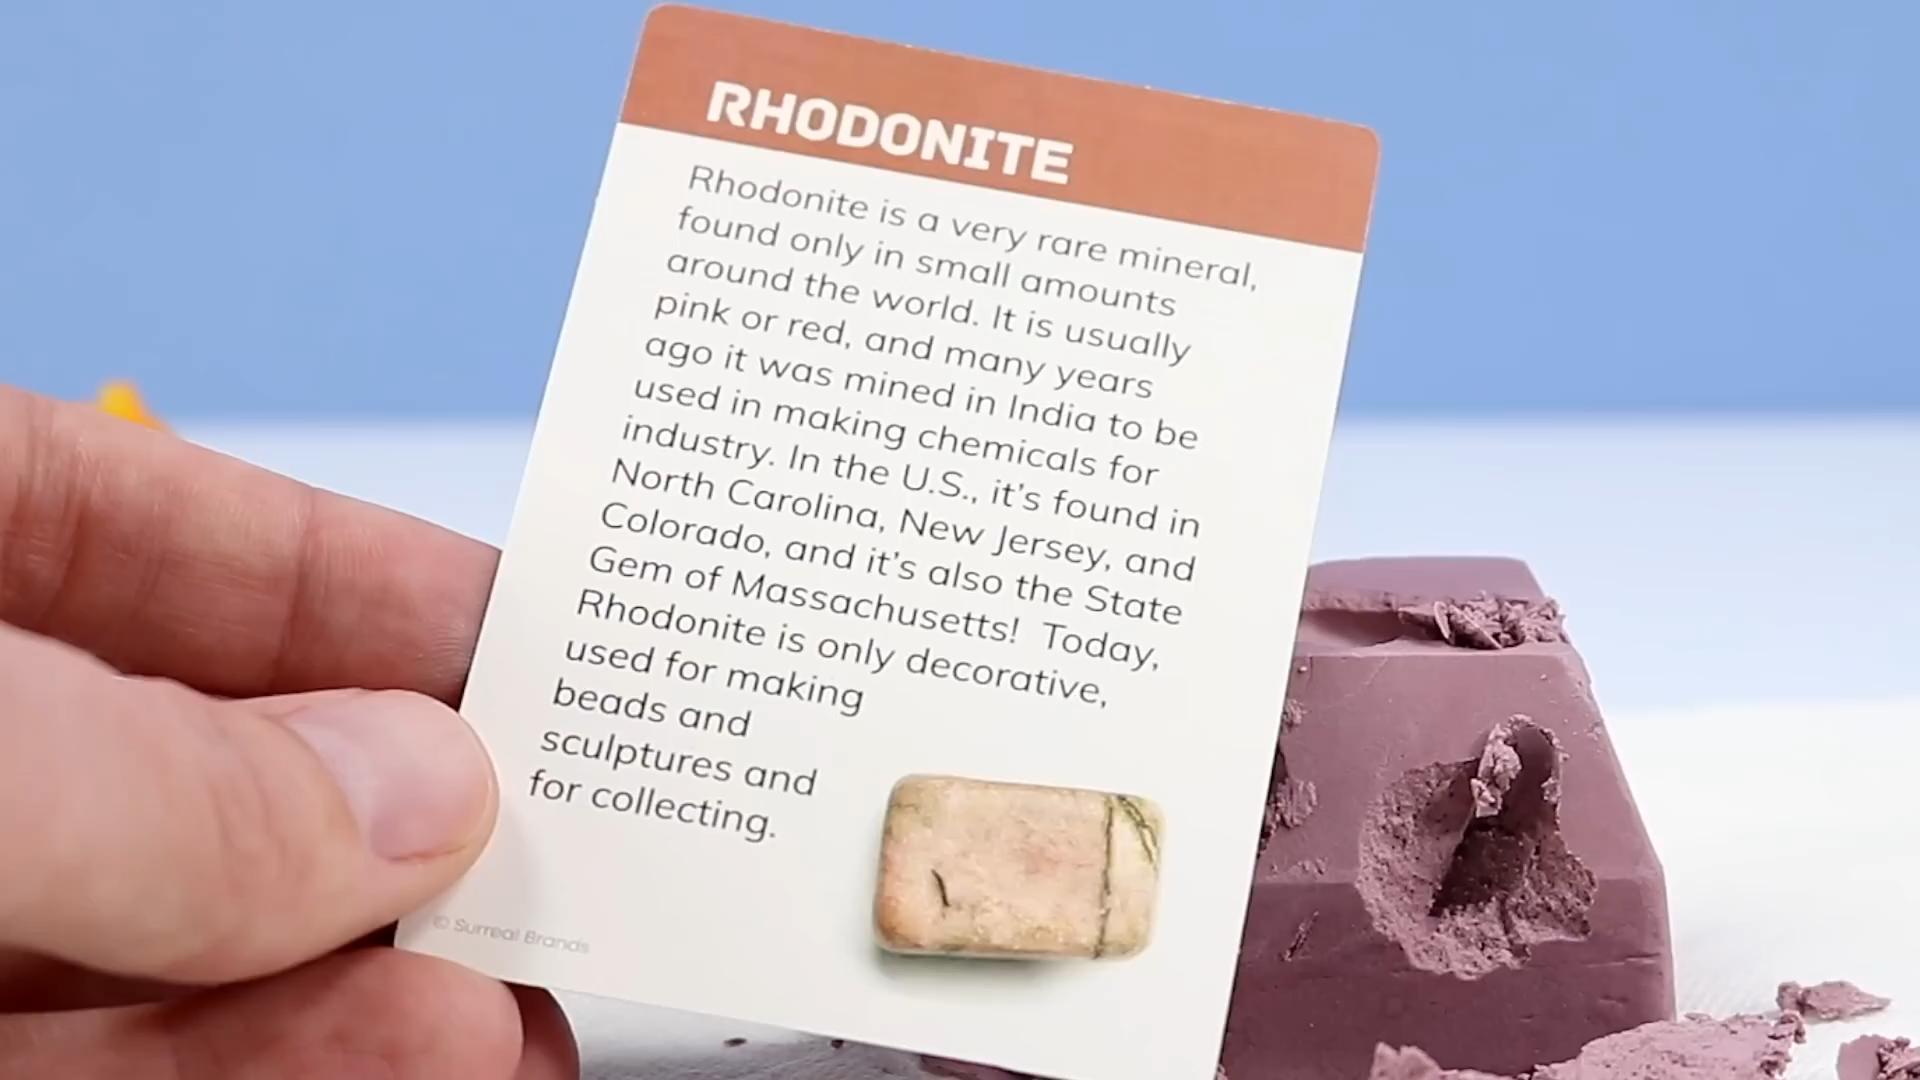 RHODONITE
Rhodonite is a very rare mineral,
found only in small amounts
around the world. It is usually
pink or red, and many years
ago it was mined in India to be
used in making chemicals for
industry. In the U.S., it's found in
North Carolina, New Jersey, and
Colorado, and it's also the State
Gem of Massachusetts!  Today,
Rhodonite is only decorative,
used for making
beads and
sculptures and
for collecting.
© Surreal Brands